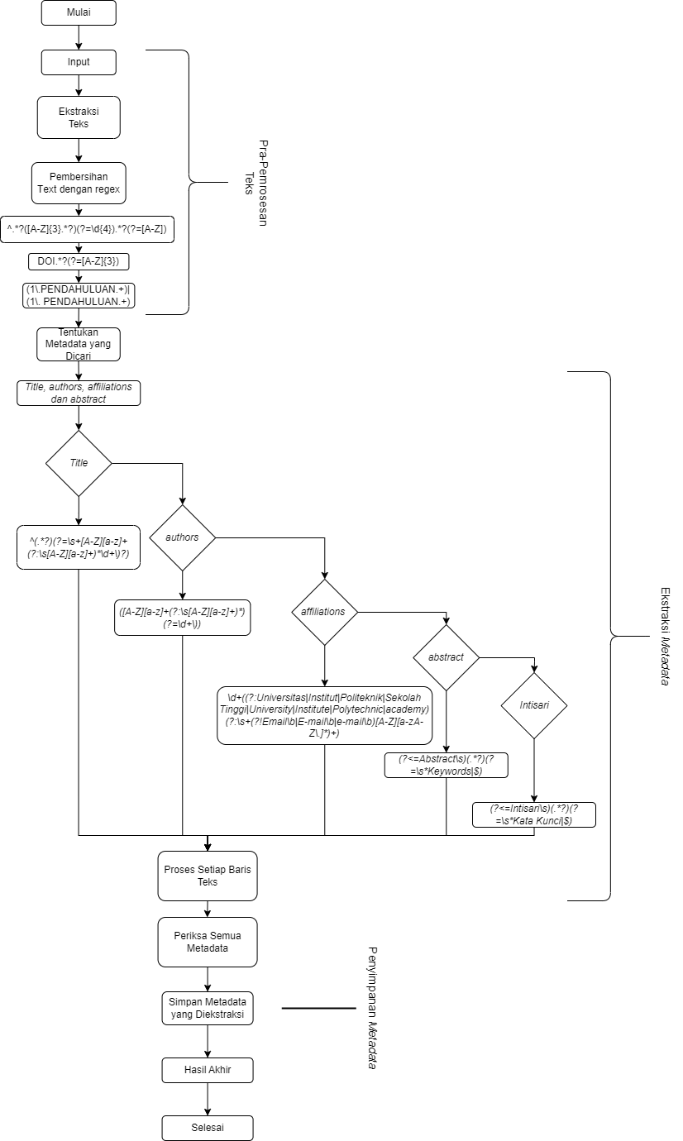 Mulai
Input
Ekstraksi
Teks
Pembersihan
Text dengan regex
^.*?([A-Z]{3}.*?)(?=\d{4}).*?(?=[A-Z])
DOI.*?(?=[A-Z]{3})
(1\.PENDAHULUAN.+)|
(1\. PENDAHULUAN.+)
Pra-Pemrosesan
Teks
Tentukan
Metadata yang
Dicari
Title, authors, affiliations
dan abstract
Title
^(.*?)(?=\s+[A-Z][a-z]+
(?:\s[A-Z][a-z]+)*\d+\)?)
authors
([A-Z][a-z]+(?:\s[A-Z][a-z]+)*)
(?=\d+\))
affiliations
\d+((?:Universitas|Institut|Politeknik|Sekolah
Tinggi|University|Institute|Polytechnic|academy)
(?:\s+(?!Email\b|E-mail\b|e-mail\b)[A-Z][a-zA-
Z\.]*)+)
abstract
(?<=Abstract\s)(.*?)(?
=\s*Keywords|$)
Intisari
(?<=Intisari\s)(.*?)(?
=\s*Kata Kunci|$)
Ekstraksi Metadata
Proses Setiap Baris
Teks
Periksa Semua
Metadata
Simpan Metadata
yang Diekstraksi
Penyimpanan Metadata
Hasil Akhir
Selesai